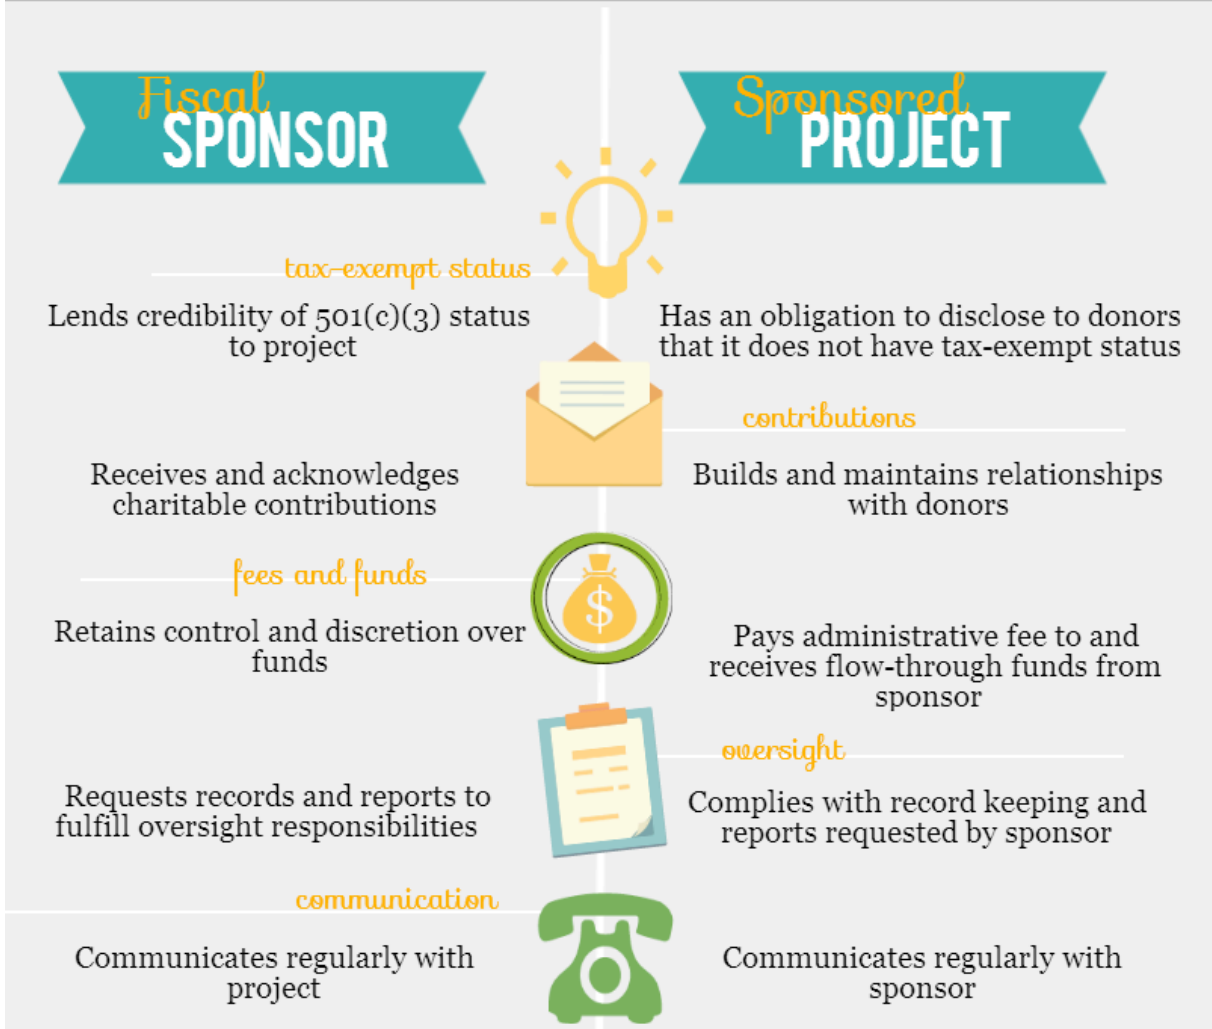 Fiscal
SPONSOR
Sponsored
PROJECT
tax-exempt status
Lends credibility of 501(c)(3) status
to project
Has an obligation to disclose to donors
that it does not have tax-exempt status
contributions
Receives and acknowledges
charitable contributions
Builds and maintains relationships
with donors
fees and funds
Retains control and discretion over
funds
Pays administrative fee to and
receives flow-through funds from
sponsor
oversight
Requests records and reports to
fulfill oversight responsibilities
Complies with record keeping and
reports requested by sponsor
communication
Communicates regularly with
project
Communicates regularly with
sponsor
$